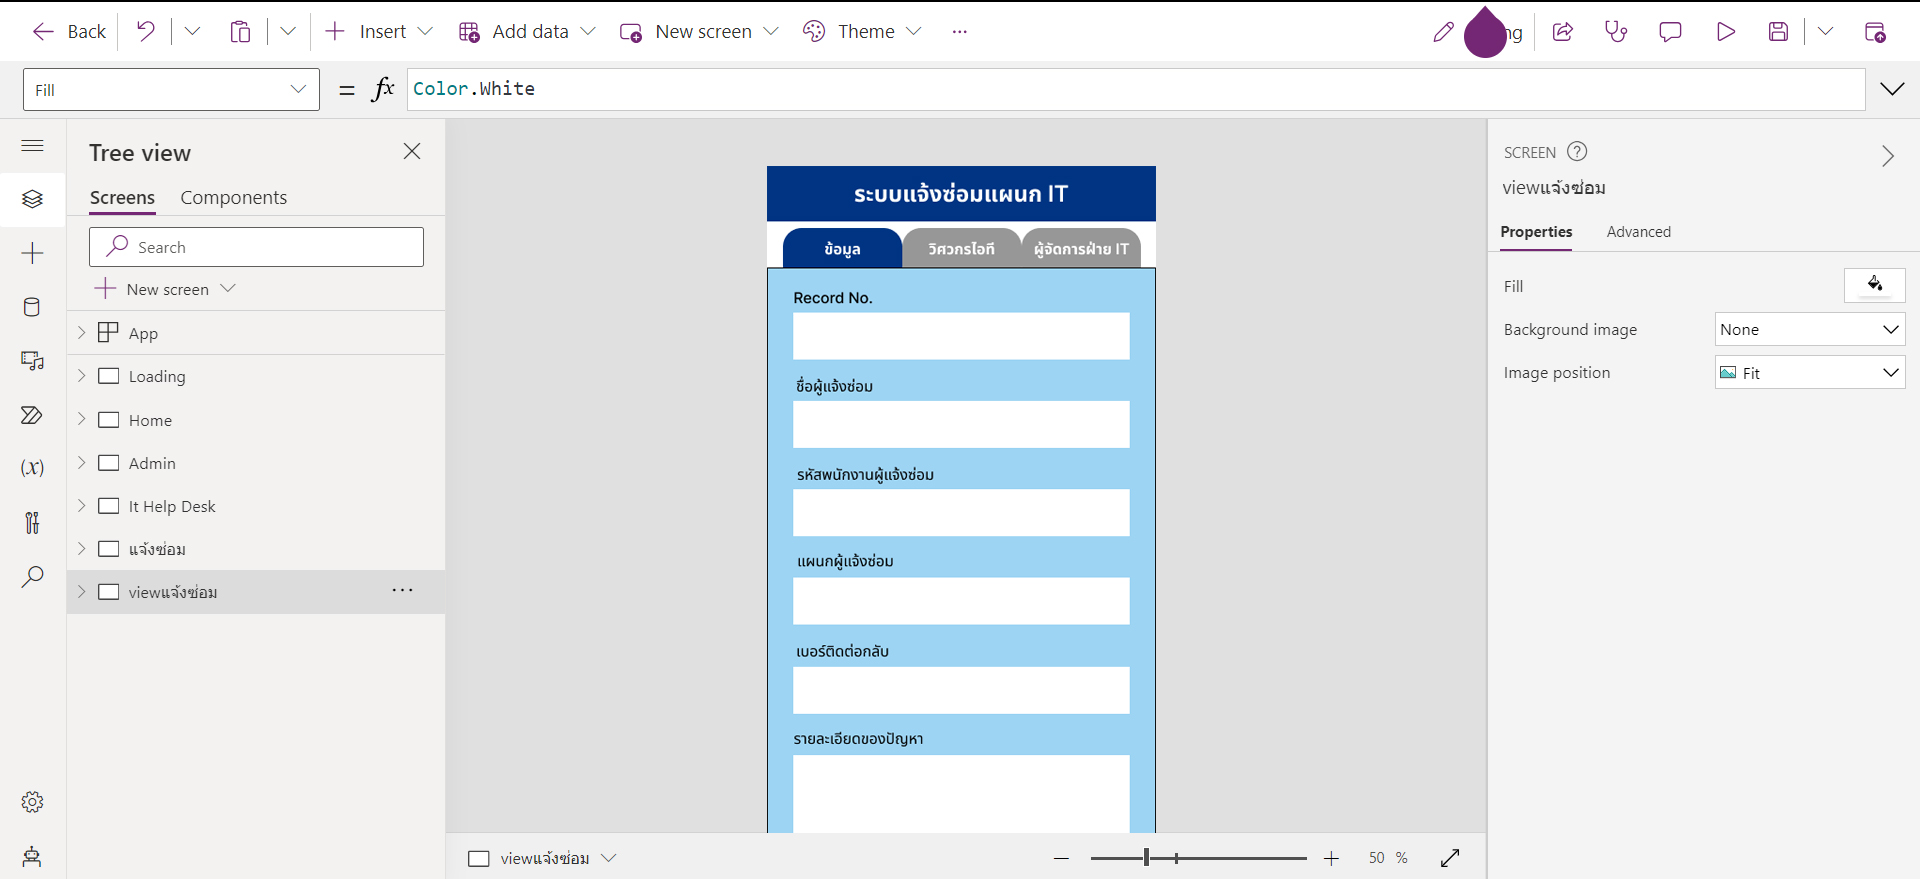 Back
Insert
Add data
New screen
Theme
...
Fill
= fx
Color.White
Tree view
Screens
Components
Search
New screen
App
Loading
Home
Admin
It Help Desk
แจ้งซ่อม
viewแจ้งซ่อม
...
(x)
ระบบแจ้งซ่อมแผนก IT
ข้อมูล
วิศวกรไอที
ผู้จัดการฝ่าย IT
Record No.
ชื่อผู้แจ้งซ่อม
รหัสพนักงานผู้แจ้งซ่อม
แผนกผู้แจ้งซ่อม
เบอร์ติดต่อกลับ
รายละเอียดของปัญหา
viewแจ้งซ่อม
50 %
SCREEN ?
viewแจ้งซ่อม
Properties
Advanced
Fill
Background image
None
Image position
Fit